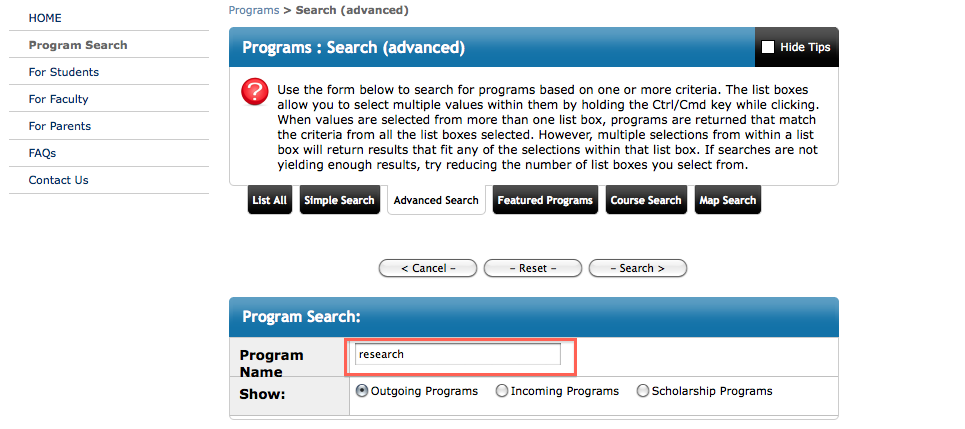 HOME
Program Search
For Students
For Faculty
For Parents
FAQs
Contact Us
Programs > Search (advanced)
Programs : Search (advanced)
Hide Tips
?
Use the form below to search for programs based on one or more criteria. The list boxes
allow you to select multiple values within them by holding the Ctrl/Cmd key while clicking.
When values are selected from more than one list box, programs are returned that match
the criteria from all the list boxes selected. However, multiple selections from within a list
box will return results that fit any of the selections within that list box. If searches are not
yielding enough results, try reducing the number of list boxes you select from.
List All Simple Search Advanced Search Featured Programs Course Search Map Search
< Cancel – – Reset – – Search >
Program Search:
Program
Name
research
Show: Outgoing Programs Incoming Programs Scholarship Programs